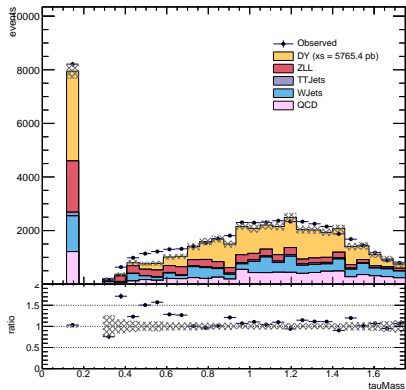 events
10000
8000
6000
4000
2000
Observed
DY (xs = 5765.4 pb)
ZLL
TTJets
WJets
QCD
ratio
2
1.5
1
0.5
0
0 0.2 0.4 0.6 0.8 1 1.2 1.4 1.6
tauMass